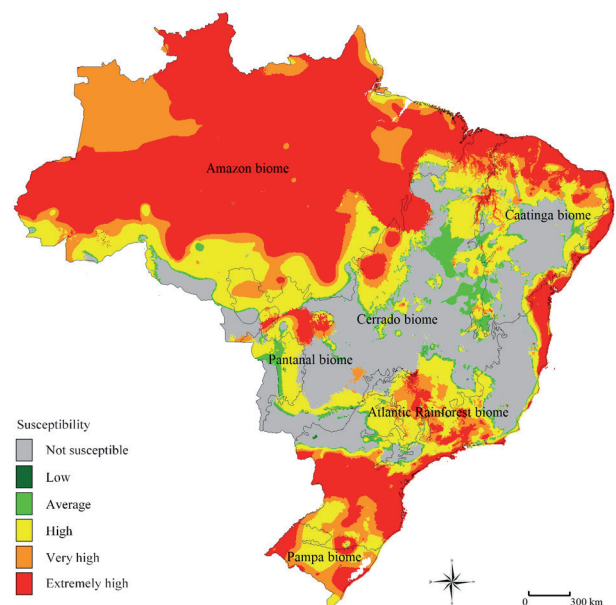 Amazon biome
Caatinga biome
Cerrado biome
Pantanal biome
Atlantic Rainforest biome
Pampa biome
Susceptibility
Not susceptible
Low
Average
High
Very high
Extremely high
0 300 km